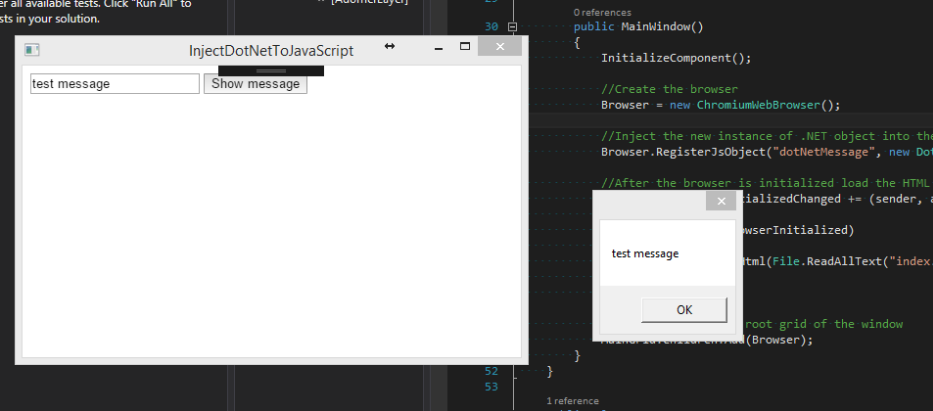 er all available tests. Click "Run All" to
sts in your solution.
[AdornerLayer]
InjectDotNetToJavaScript
test message
Show message
29
0 references
30 public MainWindow()
{
InitializeComponent();
//Create the browser
Browser = new ChromiumWebBrowser();
//Inject the new instance of .NET object into the
Browser.RegisterJsObject("dotNetMessage", new Dot
//After the browser is initialized load the HTML
ializedChanged += (sender, a
owserInitialized)
Html(File.ReadAllText("index.
root grid of the window
(Browser);
}
52 }
53
1 reference
test message
OK